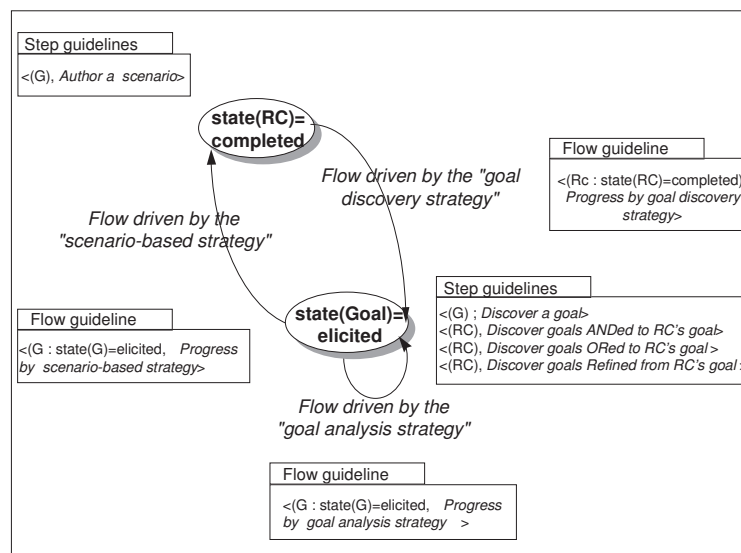 Step guidelines
<(G), Author a scenario>
state(RC)=
completed
Flow driven by the "goal
discovery strategy"
Flow guideline
<(Rc : state(RC)=completed)
Progress by goal discovery
strategy>
Flow driven by the
"scenario-based strategy"
Flow guideline
<(G : state(G)=elicited, Progress
by scenario-based strategy>
state(Goal)=
elicited
Step guidelines
<(G) ; Discover a goal>
<(RC), Discover goals ANDed to RC's goal>
<(RC), Discover goals ORed to RC's goal>
<(RC), Discover goals Refined from RC's goal>
Flow driven by the
"goal analysis strategy"
Flow guideline
<(G : state(G)=elicited, Progress
by goal analysis strategy >